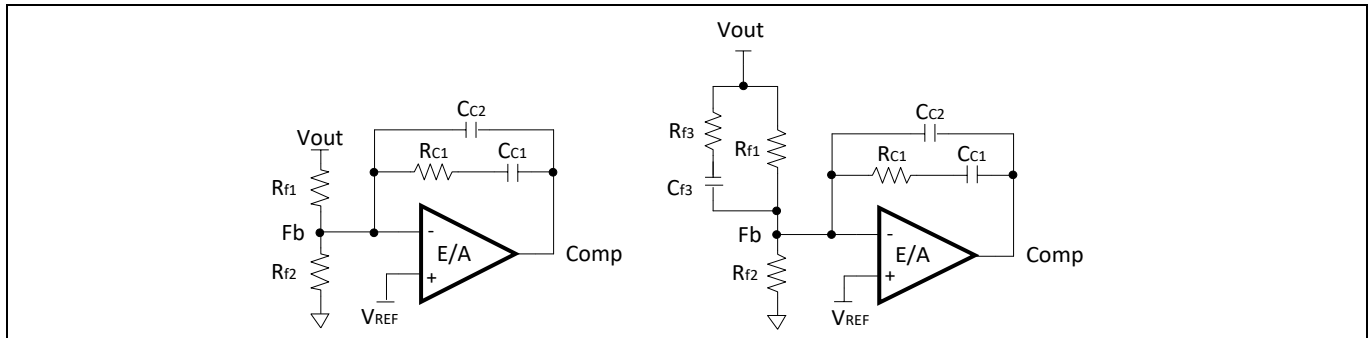 Vout
CC2
RC1
CC1
Rf1
Fb
-
E/A
+
Rf2
VREF
Comp
Vout
CC2
Rf3
Rf1
RC1
CC1
Cf3
Fb
-
E/A
+
Rf2
VREF
Comp